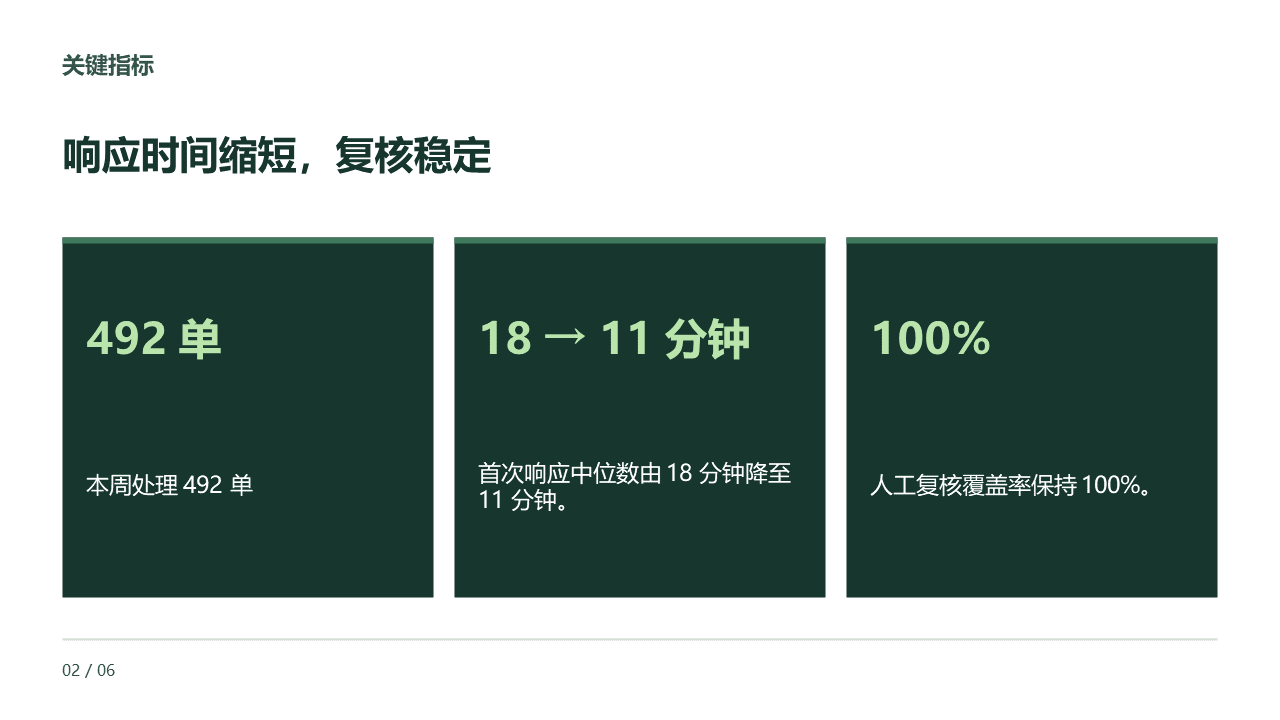 关键指标
响应时间缩短，复核稳定
492 单
18 → 11 分钟
100%
本周处理 492 单
首次响应中位数由 18 分钟降至
11 分钟。
人工复核覆盖率保持 100%。
02 / 06